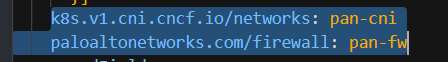 k8s.v1.cni.cncf.io/networks: pan-cni
paloaltonetworks.com/firewall: pan-fw